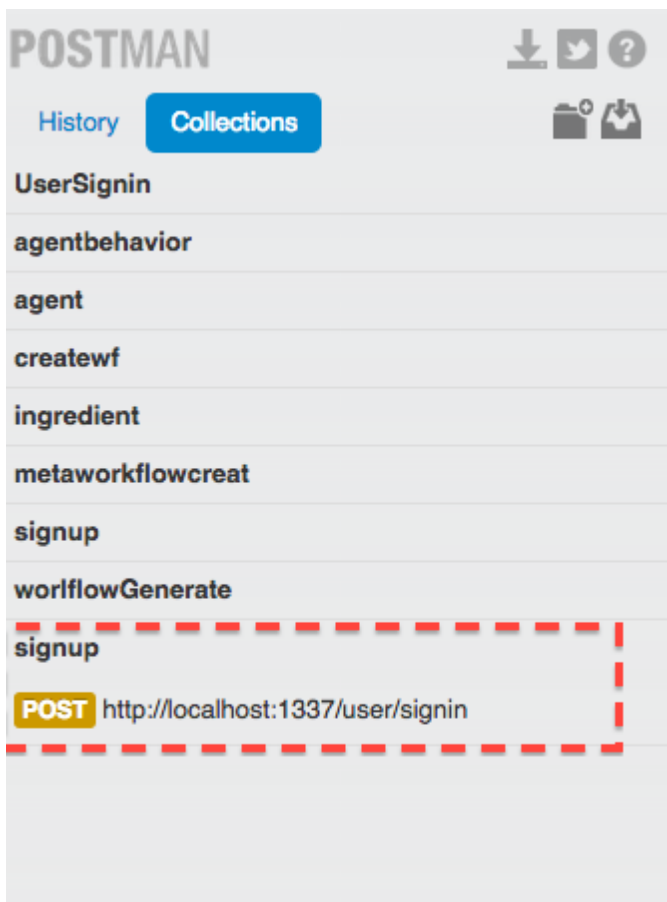 POSTMAN
History Collections
UserSignin
agentbehavior
agent
createwf
ingredient
metaworkflowcreat
signup
worlflowGenerate
signup
POST http://localhost:1337/user/signin